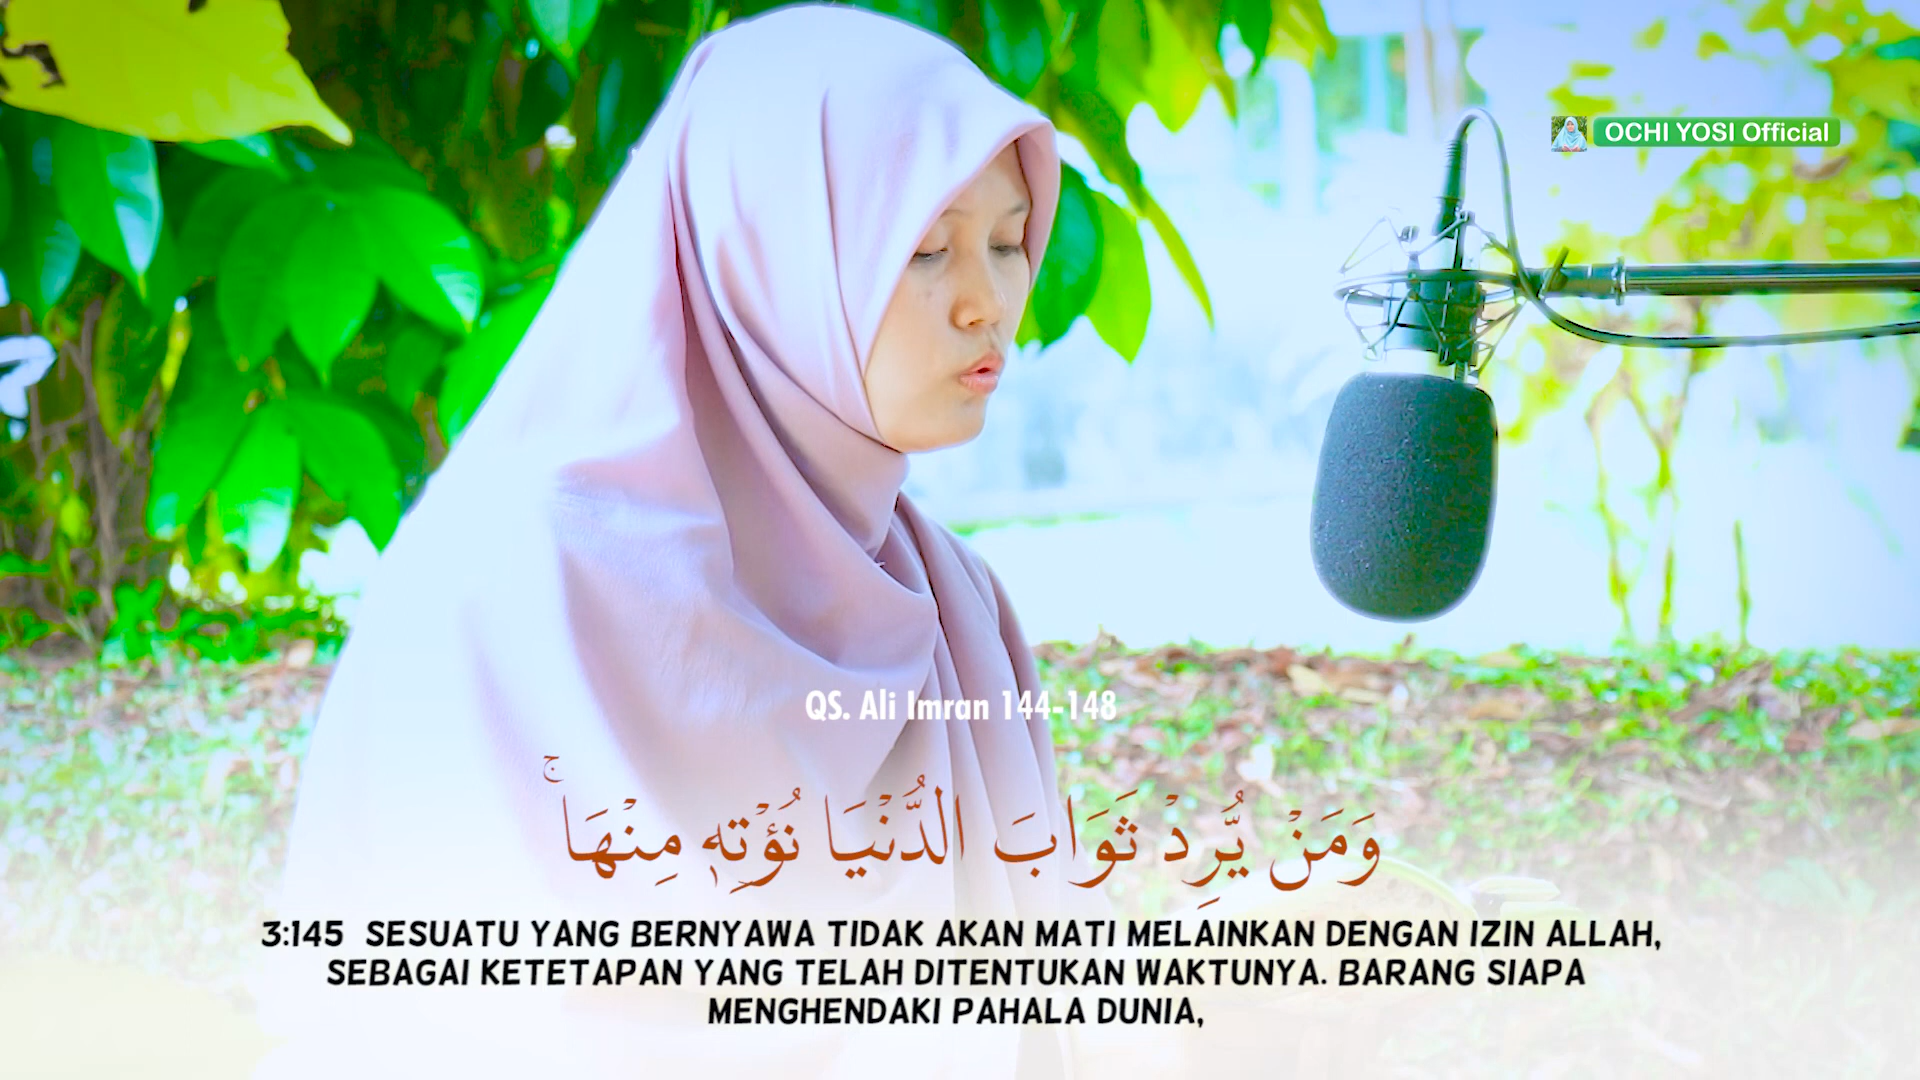 OCHI YOSI Official
QS. Ali Imran 144-148
وَمَنْ يُّرِدْ ثَوَابَ الدُّنْيَا نُؤْتِهٖ مِنْهَا ۚ
3:145 SESUATU YANG BERNYAWA TIDAK AKAN MATI MELAINKAN DENGAN IZIN ALLAH,
SEBAGAI KETETAPAN YANG TELAH DITENTUKAN WAKTUNYA. BARANG SIAPA
MENGHENDAKI PAHALA DUNIA,